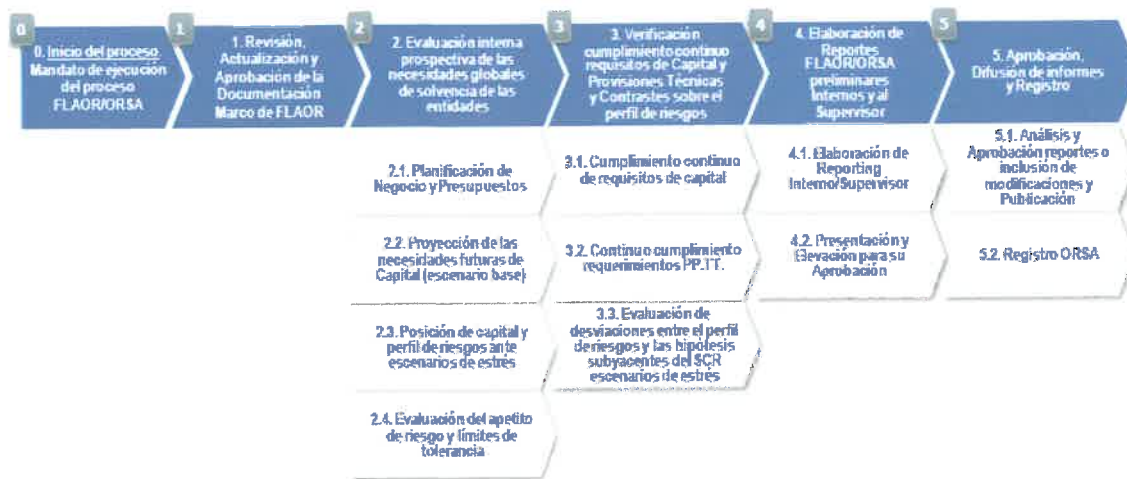 0
0. Inicio del proceso
Mandato de ejecución
del proceso
FLAOR/ORSA
1
1. Revisión,
Actualización y
Aprobación de la
Documentación
Marco de FLAOR
2
2. Evaluación interna
prospectiva de las
necesidades globales
de solvencia de las
entidades
3
3. Verificación
cumplimiento continuo
requisitos de Capital y
Provisiones Técnicas
y Contrastes sobre el
perfil de riesgos
4
4. Elaboración de
Reportes
FLAOR/ORSA
preliminares
Internos y al
Supervisor
5
5. Aprobación,
Difusión de informes
y Registro
2.1. Planificación de
Negocio y Presupuestos
2.2. Proyección de las
necesidades futuras de
Capital (escenario base)
2.3. Posición de capital y
perfil de riesgos ante
escenarios de estrés
2.4. Evaluación del apetito
de riesgo y límites de
tolerancia
3.1. Cumplimiento continuo
de requisitos de capital
3.2. Continuo cumplimiento
requerimientos PP.TT.
3.3. Evaluación de
desviaciones entre el perfil
de riesgos y las hipótesis
subyacentes del SCR
escenarios de estrés
4.1. Elaboración de
Reporting
Interno/Supervisor
4.2. Presentación y
Elevación para su
Aprobación
5.1. Análisis y
Aprobación reportes o
inclusión de
modificaciones y
Publicación
5.2. Registro ORSA